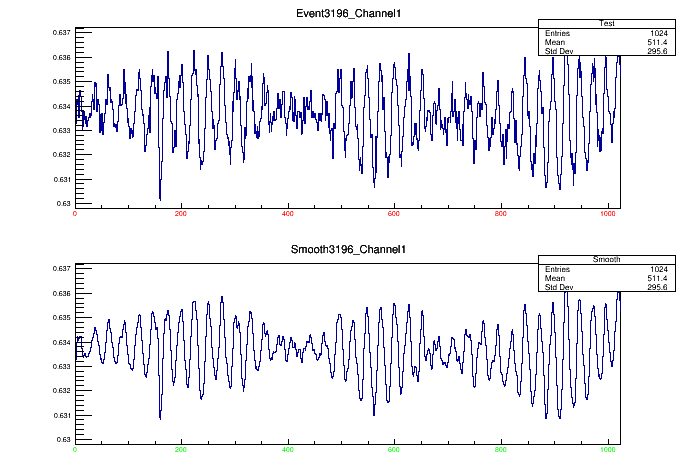 Event3196_Channel1
Test
Entries 1024
Mean 511.4
Std Dev 295.6
0.637
0.636
0.635
0.634
0.633
0.632
0.631
0.63
0 200 400 600 800 1000
Smooth3196_Channel1
Smooth
Entries 1024
Mean 511.4
Std Dev 295.6
0.637
0.636
0.635
0.634
0.633
0.632
0.631
0.63
0 200 400 600 800 1000